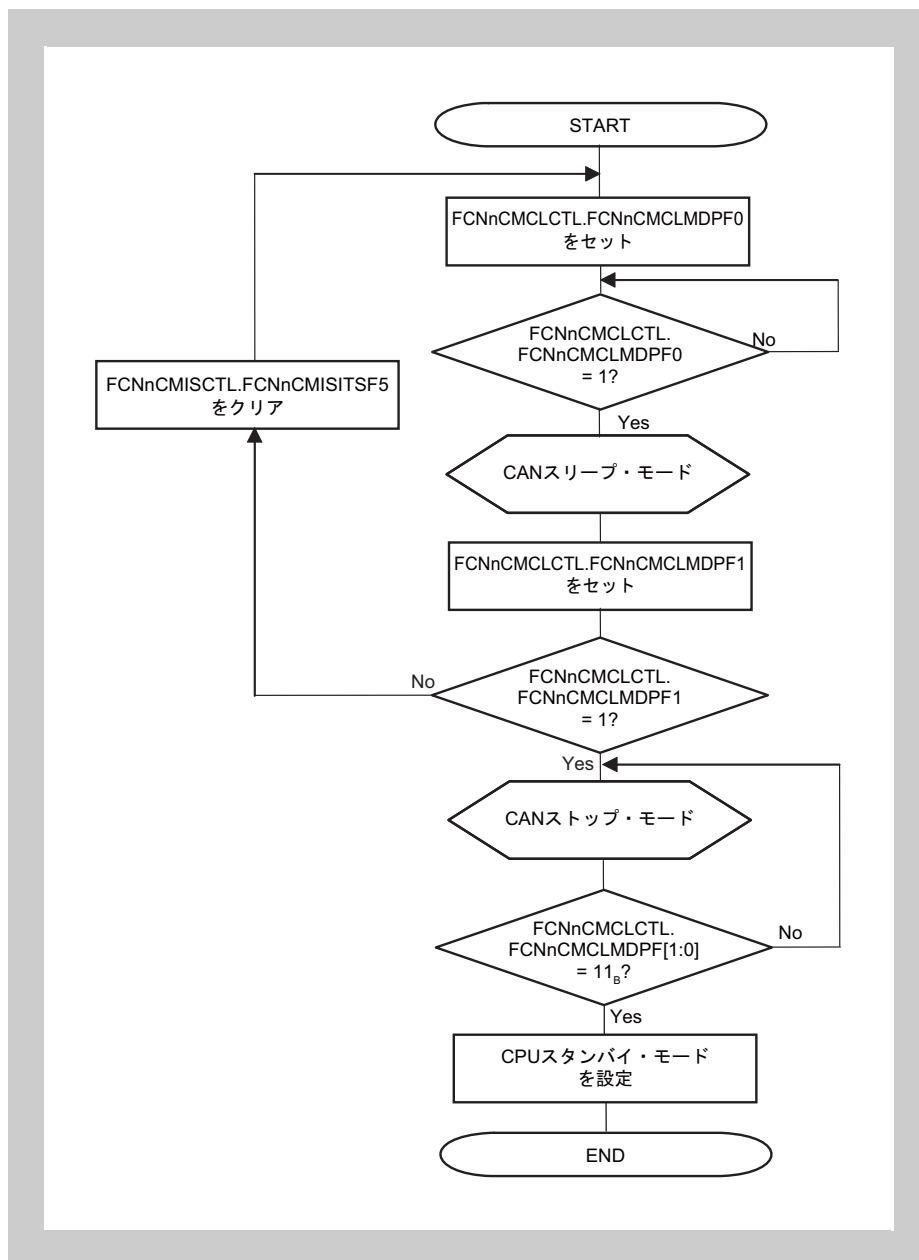 START
FCNnCMCLCTL.FCNnCMCLMDPF0
をセット
FCNnCMCLCTL.
FCNnCMCLMDPF0
= 1?
No
FCNnCMISCTL.FCNnCMISITSF5
をクリア
Yes
CANスリープ・モード
FCNnCMCLCTL.FCNnCMCLMDPF1
をセット
FCNnCMCLCTL.
FCNnCMCLMDPF1
= 1?
No
Yes
CANストップ・モード
FCNnCMCLCTL.
FCNnCMCLMDPF[1:0]
= 11B?
No
Yes
CPUスタンバイ・モード
を設定
END